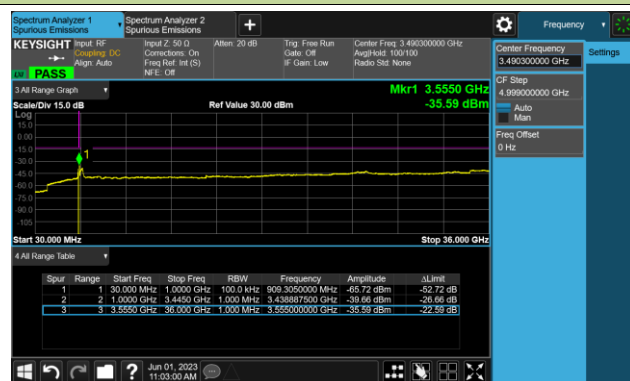 Spectrum Analyzer 1
Spurious Emissions
Spectrum Analyzer 2
Spurious Emissions
+
Frequency
KEYSIGHT
Input: RF
Coupling: DC
Align: Auto
Input Z: 50 Ω
Corrections: On
Freq Ref: Int (S)
NFE: Off
Atten: 20 dB
Trig: Free Run
Gate: Off
IF Gain: Low
Center Freq: 3.490300000 GHz
Avg|Hold: 100/100
Radio Std: None
PASS
Center Frequency
3.490300000 GHz
Settings
CF Step
4.999000000 GHz
Auto
Man
Freq Offset
0 Hz
3 All Range Graph
Mkr1 3.5550 GHz
Scale/Div 15.0 dB
Ref Value 30.00 dBm
-35.59 dBm
Log
15.0
0.00
-15.0
-30.0
-45.0
-60.0
-75.0
-90.0
-105
1
Start 30.000 MHz
Stop 36.000 GHz
4 All Range Table
Spur Range Start Freq Stop Freq RBW Frequency Amplitude ΔLimit
1 1 30.000 MHz 1.0000 GHz 100.0 kHz 909.3050000 MHz -65.72 dBm -52.72 dB
2 2 1.0000 GHz 3.4450 GHz 1.000 MHz 3.438887500 GHz -39.66 dBm -26.66 dB
3 3 3.5550 GHz 36.000 GHz 1.000 MHz 3.555000000 GHz -35.59 dBm -22.59 dB
?
Jun 01, 2023
11:03:00 AM